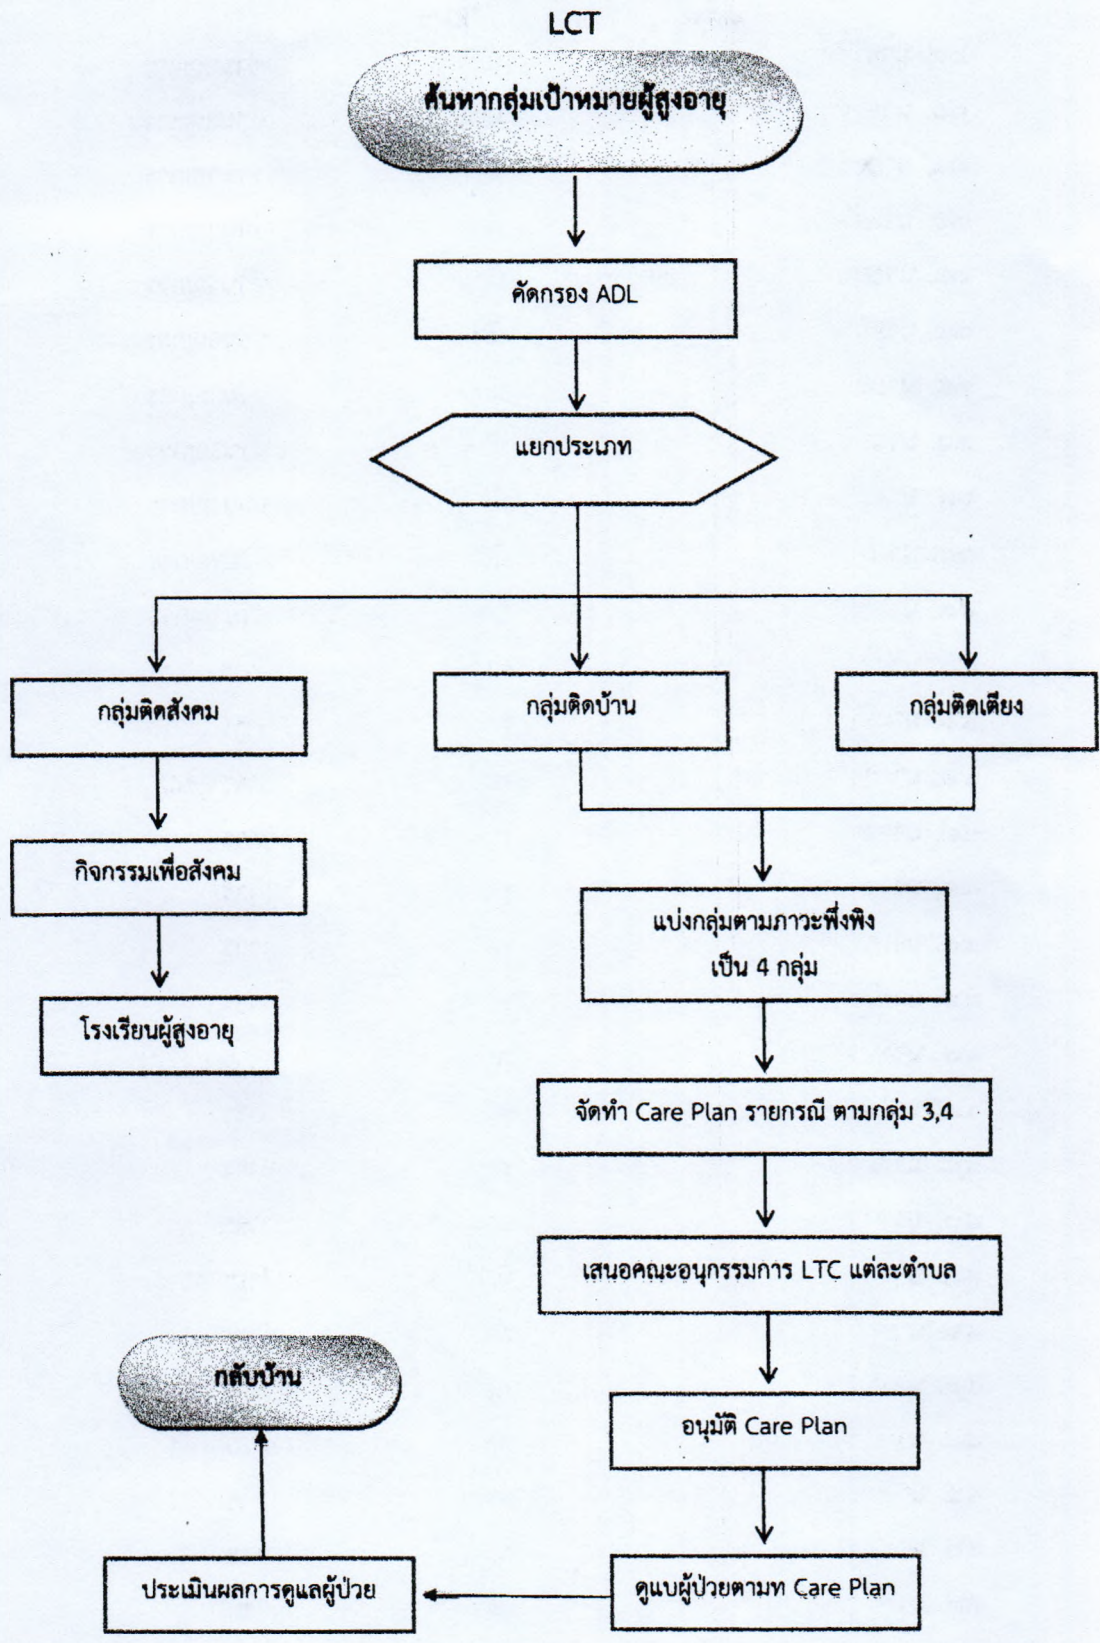 LCT
ค้นหากลุ่มเป้าหมายผู้สูงอายุ
คัดกรอง ADL
แยกประเภท
กลุ่มติดสังคม
กลุ่มติดบ้าน
กลุ่มติดเตียง
กิจกรรมเพื่อสังคม
แบ่งกลุ่มตามภาวะพึ่งพิง
เป็น 4 กลุ่ม
โรงเรียนผู้สูงอายุ
จัดทำ Care Plan รายกรณี ตามกลุ่ม 3,4
เสนอคณะอนุกรรมการ LTC แต่ละตำบล
กลับบ้าน
อนุมัติ Care Plan
ประเมินผลการดูแลผู้ป่วย
ดูแบผู้ป่วยตามท Care Plan